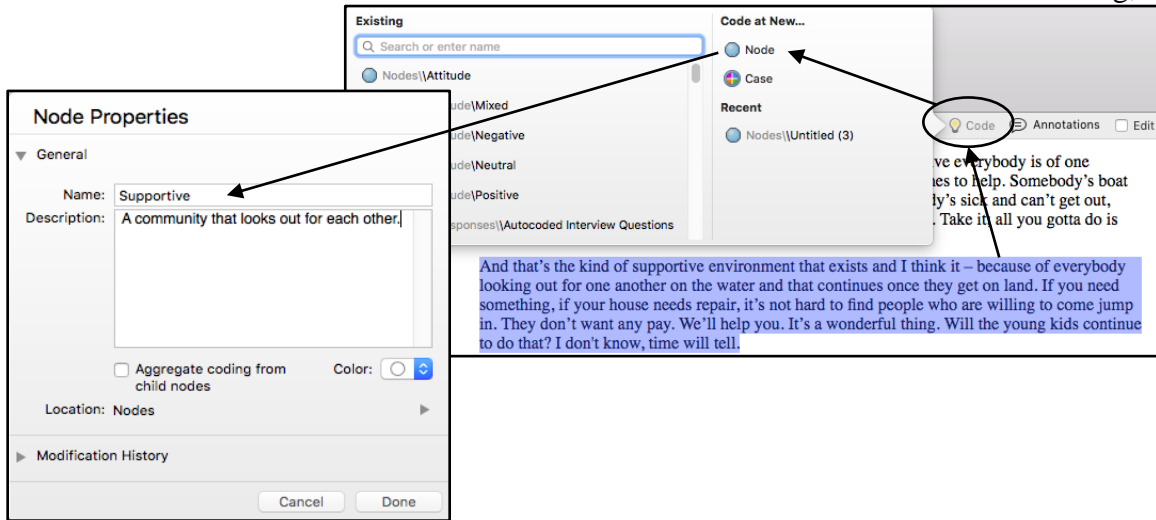 Existing
Search or enter name
Nodes\\Attitude
ude\Mixed
ude\Negative
ude\Neutral
ude\Positive
sponses\\Autocoded Interview Questions
Code at New...
Node
Case
Recent
Nodes\\Untitled (3)
Code
Annotations
Edit
ve everybody is of one
es to help. Somebody's boat
dy's sick and can't get out,
. Take it, all you gotta do is
And that's the kind of supportive environment that exists and I think it – because of everybody
looking out for one another on the water and that continues once they get on land. If you need
something, if your house needs repair, it's not hard to find people who are willing to come jump
in. They don't want any pay. We'll help you. It's a wonderful thing. Will the young kids continue
to do that? I don't know, time will tell.
Node Properties
General
Name: Supportive
Description: A community that looks out for each other.
Aggregate coding from
child nodes
Color:
Location: Nodes
Modification History
Cancel Done